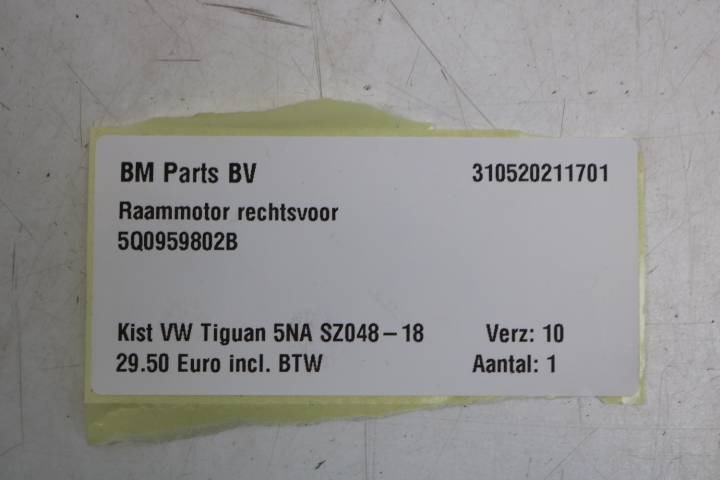 BM Parts BV 310520211701
Raammotor rechtsvoor
5Q0959802B
Kist VW Tiguan 5NA SZ048-18 Verz: 10
29.50 Euro incl. BTW Aantal: 1